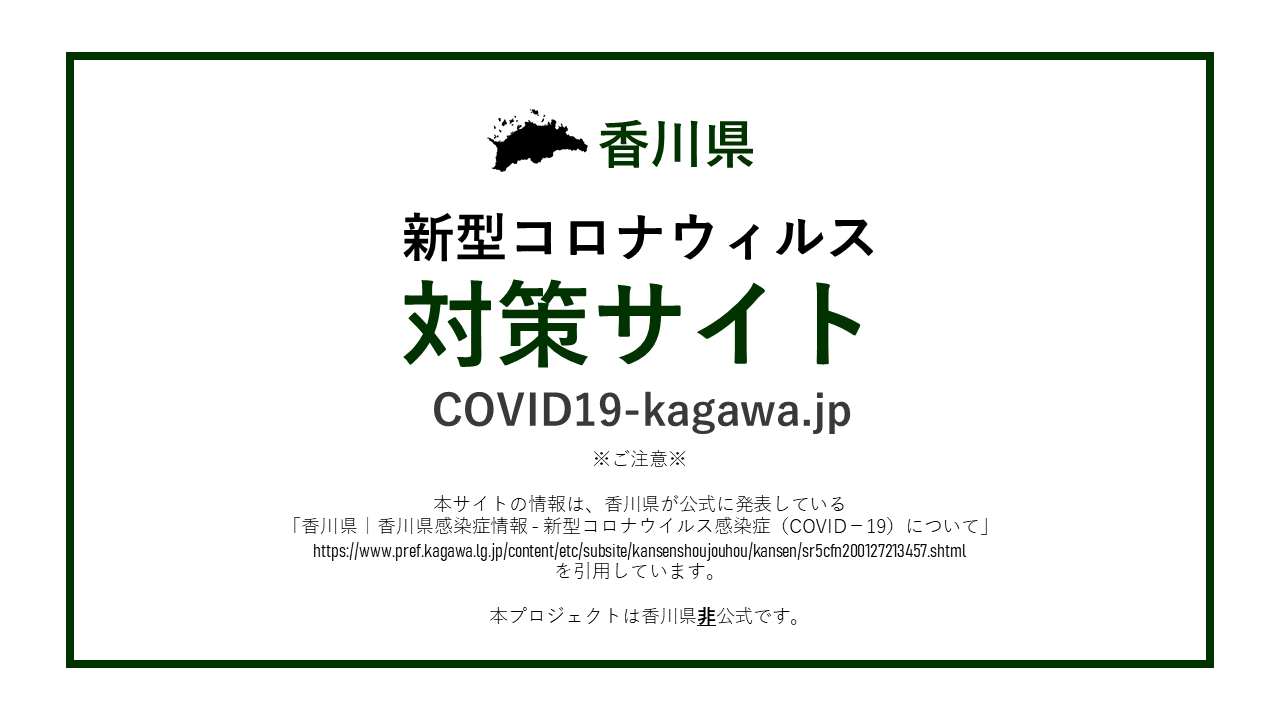 香川県
新型コロナウィルス
対策サイト
COVID19-kagawa.jp
※ご注意※
本サイトの情報は、香川県が公式に発表している
「香川県｜香川県感染症情報 - 新型コロナウイルス感染症（COVID－19）について」
https://www.pref.kagawa.lg.jp/content/etc/subsite/kansenshoujouhou/kansen/sr5cfn200127213457.shtml
を引用しています。
本プロジェクトは香川県非公式です。